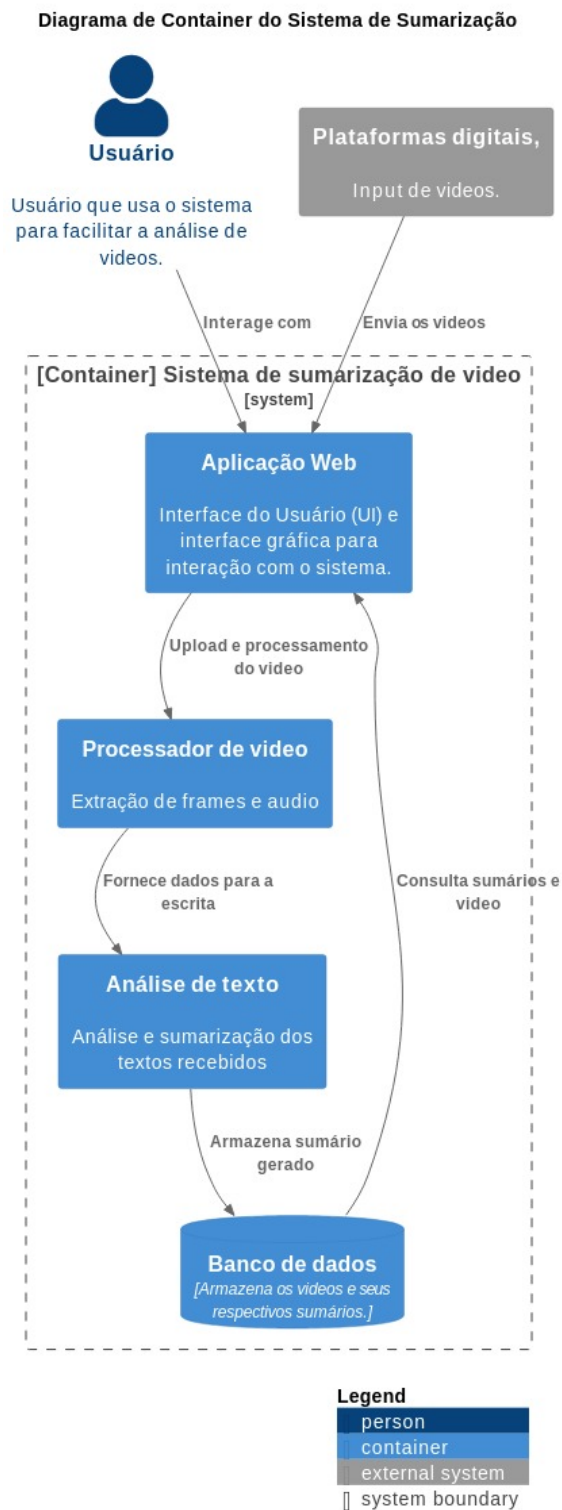 Diagrama de Container do Sistema de Sumarização
Usuário
Usuário que usa o sistema
para facilitar a análise de
videos.
Plataformas digitais,
Input de videos.
Interage com
Envia os videos
[Container] Sistema de sumarização de video
[system]
Aplicação Web
Interface do Usuário (UI) e
interface gráfica para
interação com o sistema.
Upload e processamento
do video
Processador de video
Extração de frames e audio
Fornece dados para a
escrita
Consulta sumários e
video
Análise de texto
Análise e sumarização dos
textos recebidos
Armazena sumário
gerado
Banco de dados
[Armazena os videos e seus
respectivos sumários.]
Legend
person
container
external system
system boundary